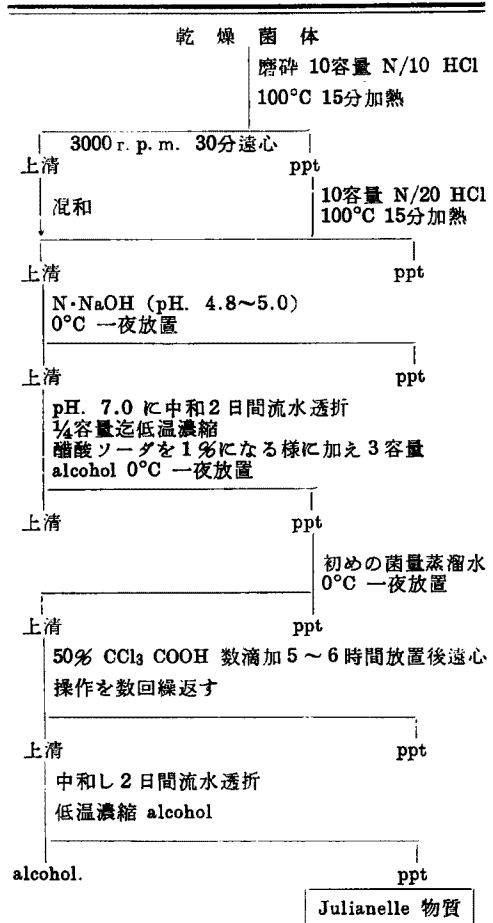 乾燥菌体
磨碎 10容量 N/10 HCl
100°C 15分加熱
3000 r. p. m. 30分遠心
上清 ppt
混和
10容量 N/20 HCl
100°C 15分加熱
上清 ppt
N·NaOH (pH. 4.8~5.0)
0°C 一夜放置
上清 ppt
pH. 7.0 に中和2日間流水透折
¼容量迄低温濃縮
醋酸ソーダを1%になる様に加え3容量
alcohol 0°C 一夜放置
上清 ppt
初めの菌量蒸溜水
0°C 一夜放置
上清 ppt
50% CCl₃ COOH 数滴加5~6時間放置後遠心
操作を数回繰返す
上清 ppt
中和し2日間流水透折
低温濃縮 alcohol
alcohol. ppt
Julianelle 物質